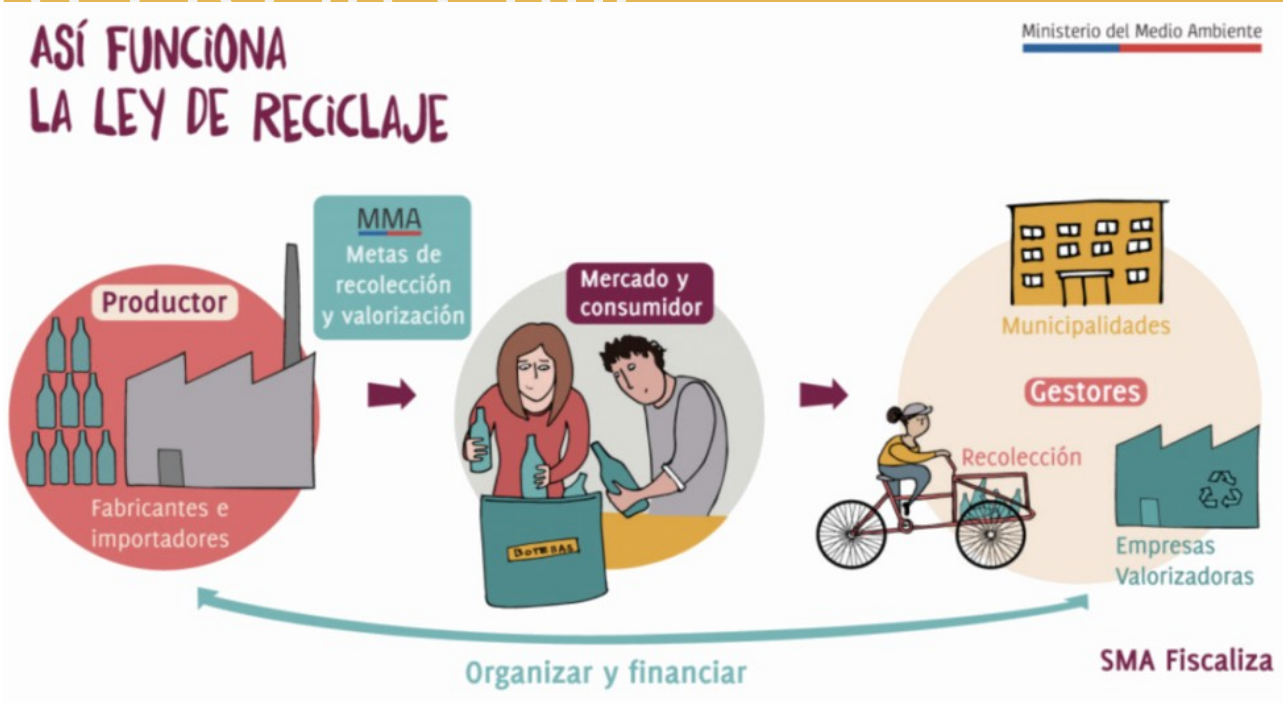 ASÍ FUNCIONA
LA LEY DE RECICLAJE
Ministerio del Medio Ambiente
MMA
Metas de
recolección
y valorización
Productor
Fabricantes e
importadores
Mercado y
consumidor
BOTELLAS
Municipalidades
Gestores
Recolección
Empresas
Valorizadoras
Organizar y financiar
SMA Fiscaliza